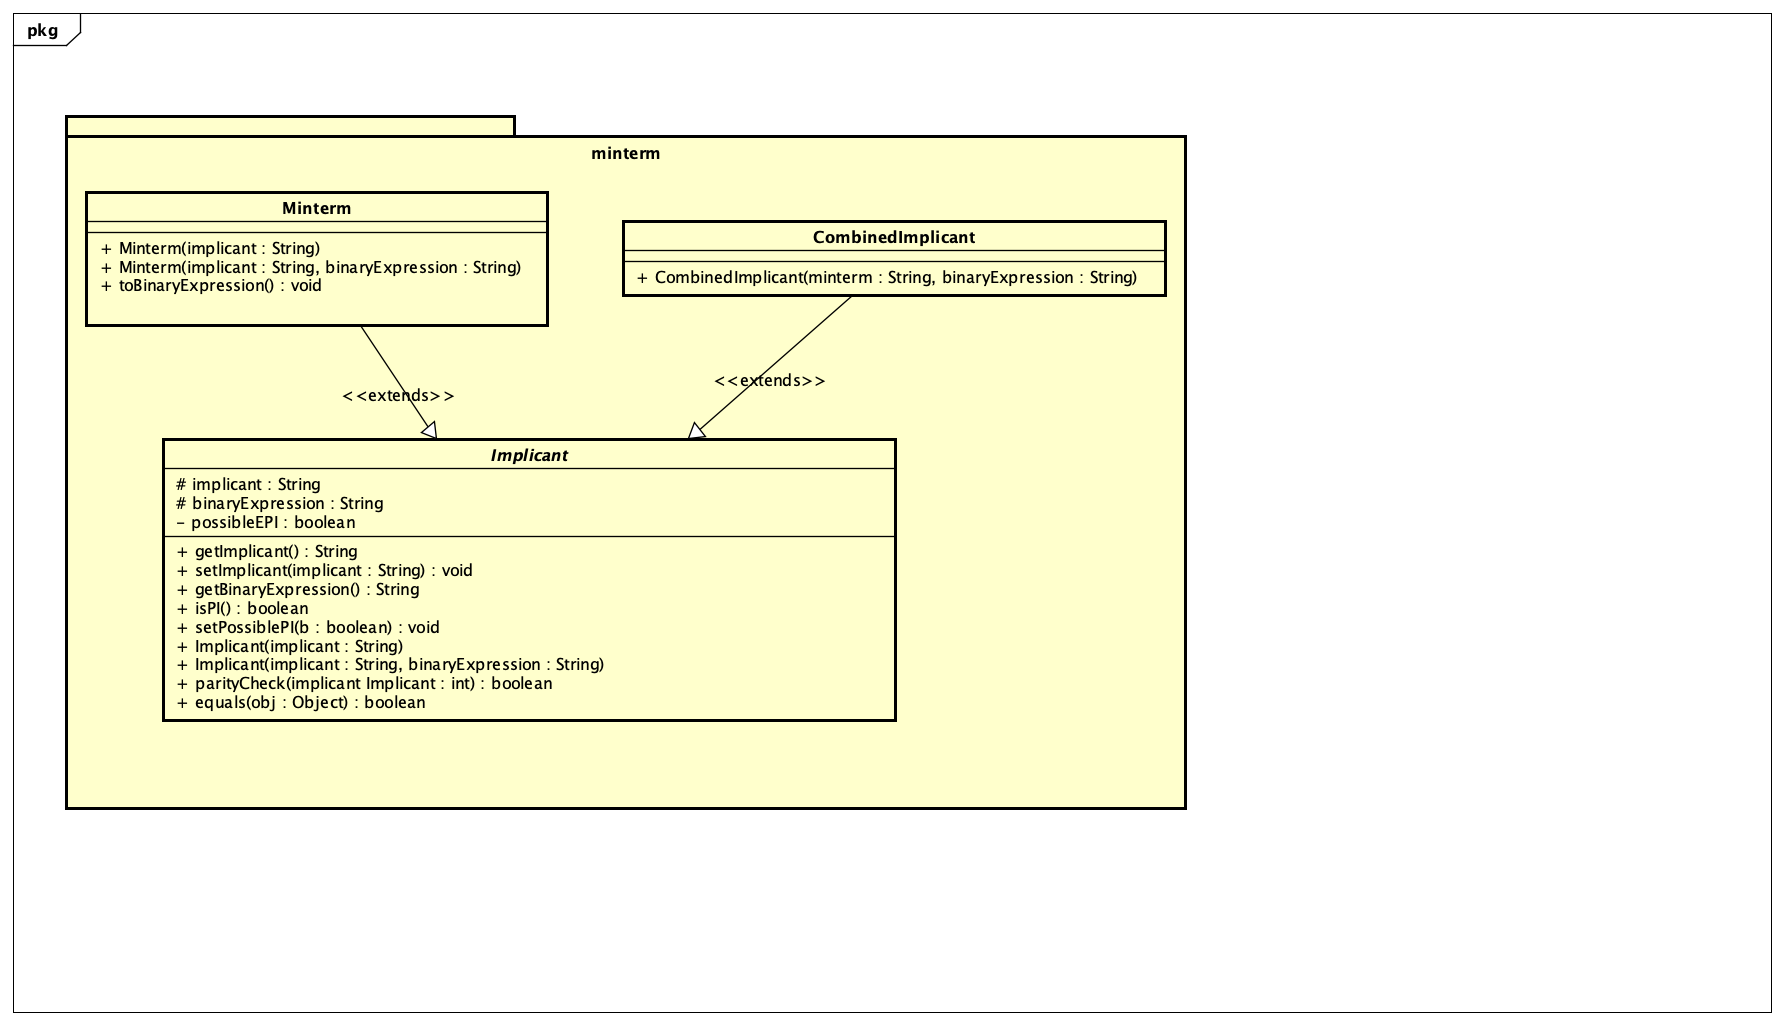 pkg
minterm
Minterm
+ Minterm(implicant : String)
+ Minterm(implicant : String, binaryExpression : String)
+ toBinaryExpression() : void
CombinedImplicant
+ CombinedImplicant(minterm : String, binaryExpression : String)
<<extends>>
<<extends>>
Implicant
# implicant : String
# binaryExpression : String
- possibleEPI : boolean
+ getImplicant() : String
+ setImplicant(implicant : String) : void
+ getBinaryExpression() : String
+ isPI() : boolean
+ setPossiblePI(b : boolean) : void
+ Implicant(implicant : String)
+ Implicant(implicant : String, binaryExpression : String)
+ parityCheck(implicant Implicant : int) : boolean
+ equals(obj : Object) : boolean